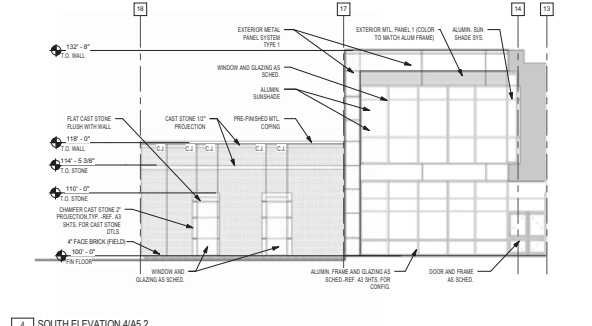 18
17
14
13
EXTERIOR METAL
PANEL SYSTEM
TYPE 1
EXTERIOR MTL. PANEL 1 (COLOR
TO MATCH ALUM FRAME)
ALUMIN. SUN
SHADE SYS.
132' - 8"
T.O. WALL
WINDOW AND GLAZING AS
SCHED.
ALUMIN.
SUNSHADE
FLAT CAST STONE
FLUSH WITH WALL
CAST STONE 1/2"
PROJECTION
PRE-FINISHED MTL.
COPING
118' - 0"
T.O. WALL
C.J.
C.J.
C.J.
C.J.
C.J.
114' - 5 3/8"
T.O. STONE
110' - 0"
T.O. STONE
CHAMFER CAST STONE 2"
PROJECTION,TYP. -REF. A3
SHTS. FOR CAST STONE
DTLS.
4" FACE BRICK (FIELD)
100' - 0"
FIN FLOOR
WINDOW AND
GLAZING AS SCHED.
ALUMIN. FRAME AND GLAZING AS
SCHED.-REF. A3 SHTS. FOR
CONFIG.
DOOR AND FRAME
AS SCHED.
4 SOUTH ELEVATION 4/A5.2